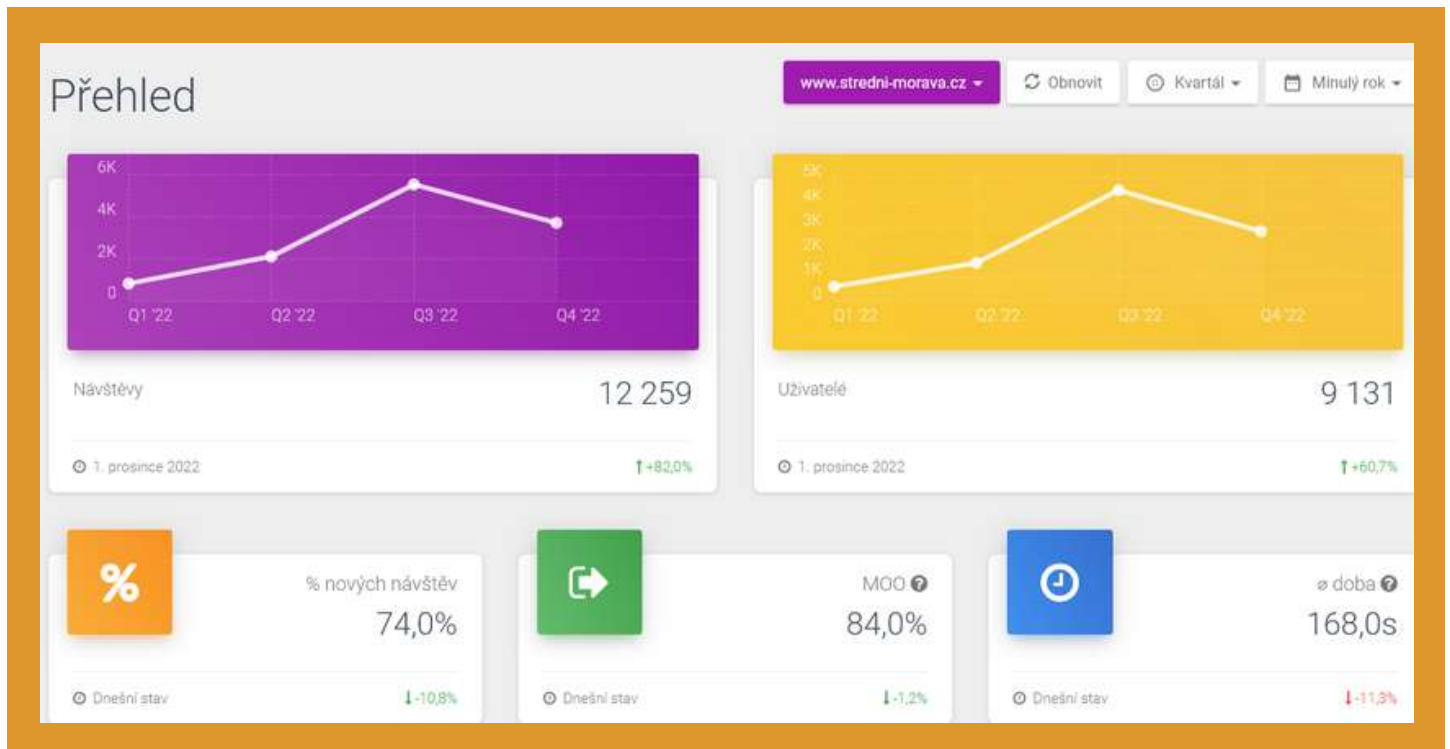 Přehled
www.stredni-morava.cz
Obnovit
Kvartál
Minulý rok
6K
4K
2K
0
Q1 '22 Q2 '22 Q3 '22 Q4 '22
Návštěvy 12 259
1. prosince 2022 +82,0%
5K
4K
3K
2K
1K
0
Q1 '22 Q2 '22 Q3 '22 Q4 '22
Uživatelé 9 131
1. prosince 2022 +60,7%
%
% nových návštěv
74,0%
Dnešní stav -10,8%
MOO ?
84,0%
Dnešní stav -1,2%
ø doba ?
168,0s
Dnešní stav -11,3%